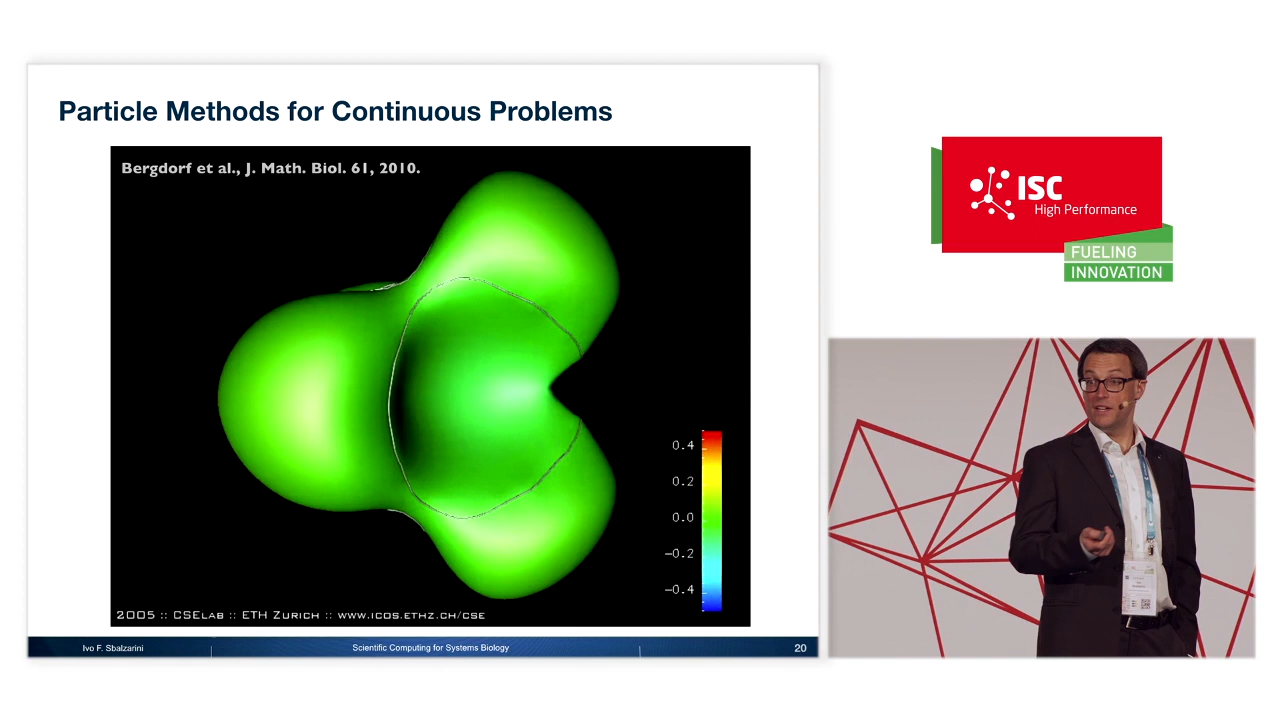 Particle Methods for Continuous Problems
Bergdorf et al., J. Math. Biol. 61, 2010.
0.4
0.2
0.0
−0.2
−0.4
2005 :: CSElab :: ETH Zurich :: www.icos.ethz.ch/cse
Ivo F. Sbalzarini
Scientific Computing for Systems Biology
20
ISC
High Performance
FUELING
INNOVATION